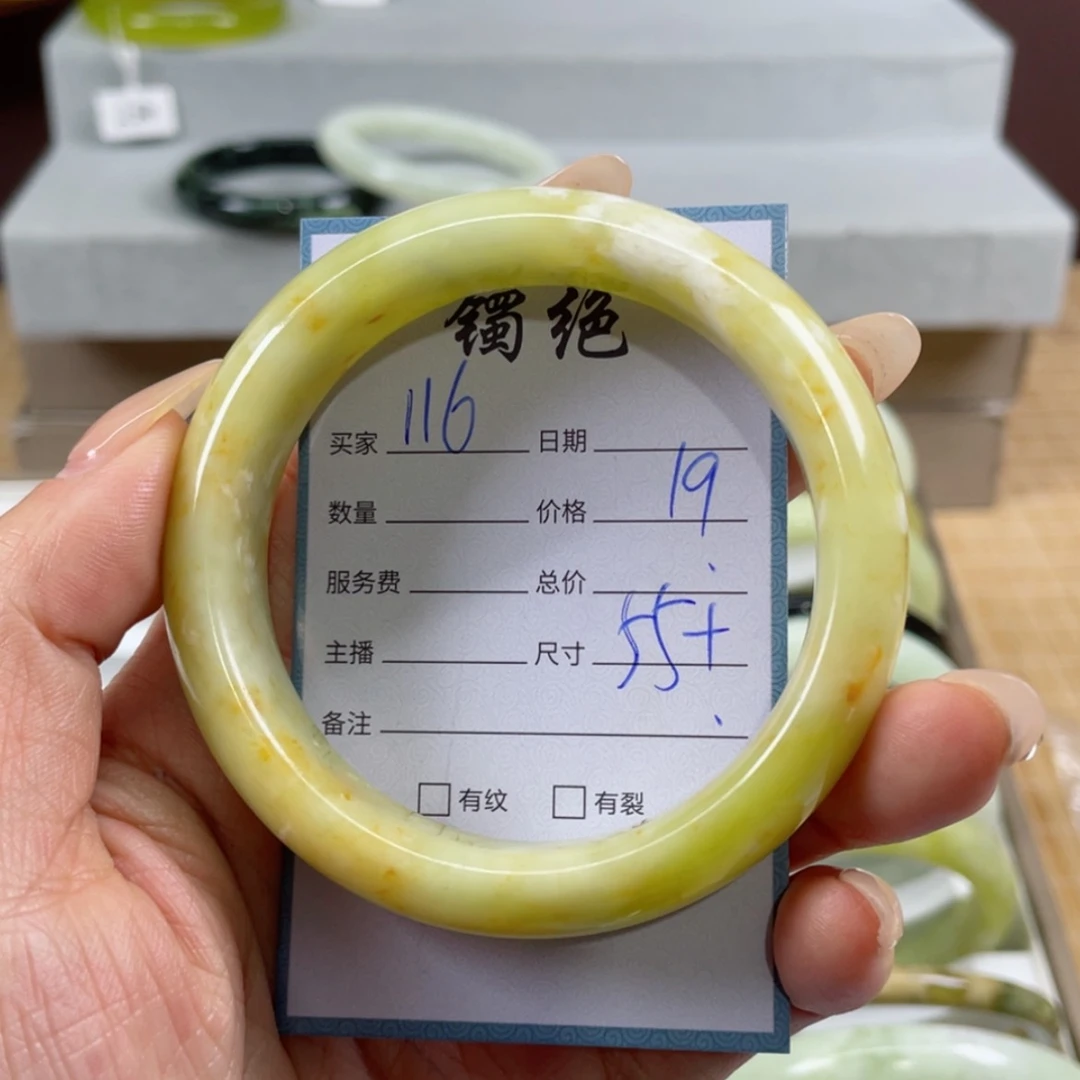 镯绝
买家 116 日期
数量 价格 19
服务费 总价
主播 尺寸 55+
备注
□有纹 □有裂